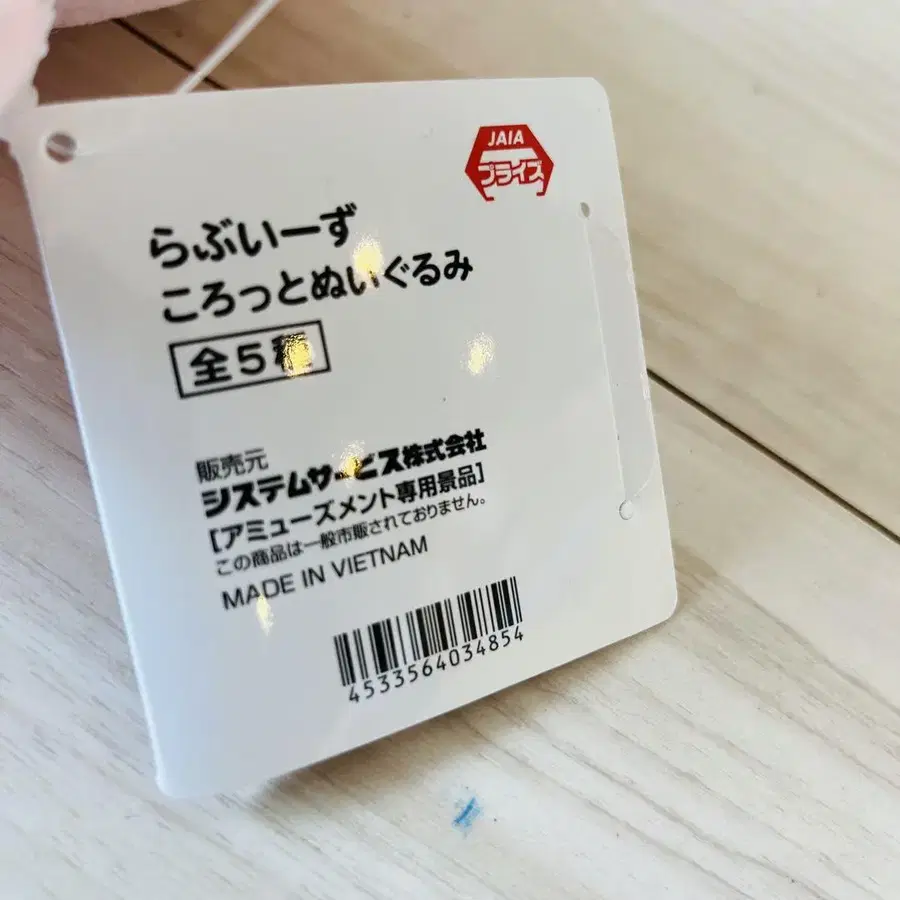 JAIA
プライズ
らぶいーず
ころっとぬいぐるみ
全5種
販売元
システムサービス株式会社
[アミューズメント専用景品]
この商品は一般市販されておりません。
MADE IN VIETNAM
4533564034854